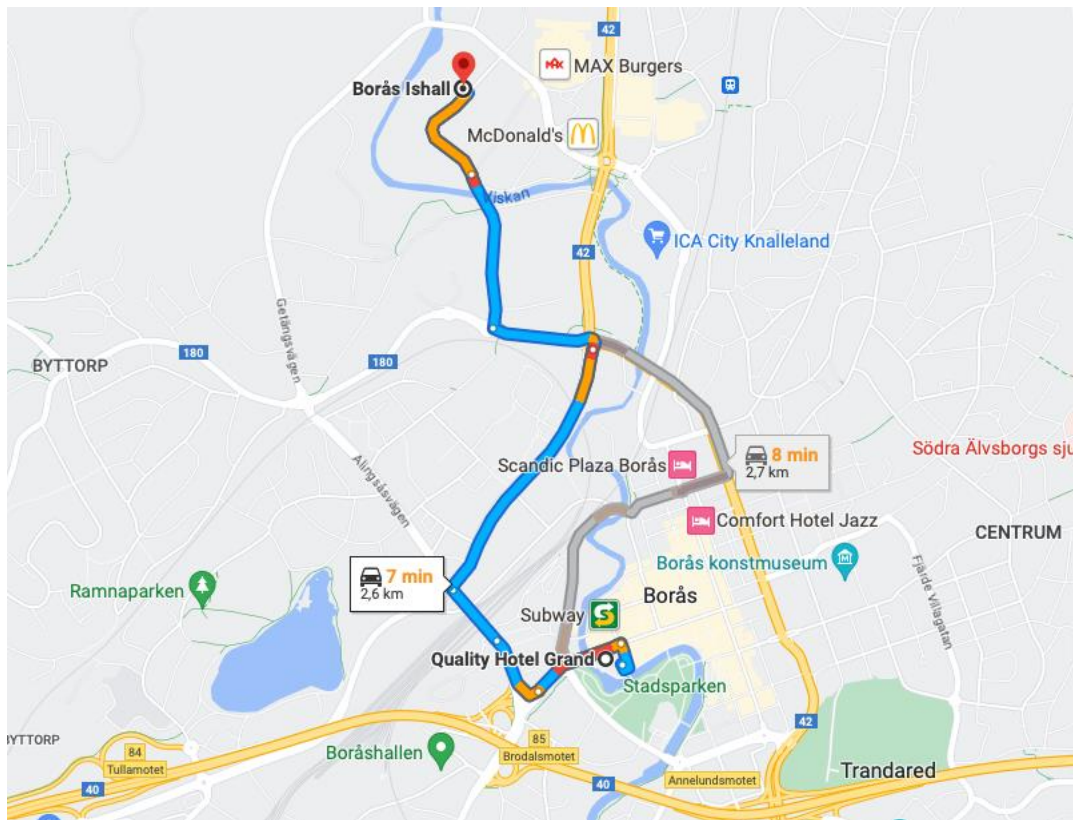 42
MAX Burgers
Borås Ishall
McDonald's
Viskan
ICA City Knalleland
42
Getängsvägen
180
BYTTORP
180
8 min
2,7 km
Södra Älvsborgs sju
Scandic Plaza Borås
Alingsåsvägen
Comfort Hotel Jazz
CENTRUM
Borås konstmuseum
Fjärde Villagatan
7 min
2,6 km
Ramnaparken
Borås
Subway
Quality Hotel Grand
Stadsparken
42
BYTTORP
84
Tullamotet
Boråshallen
85
Brodalsmotet
Trandared
40
40
Annelundsmotet